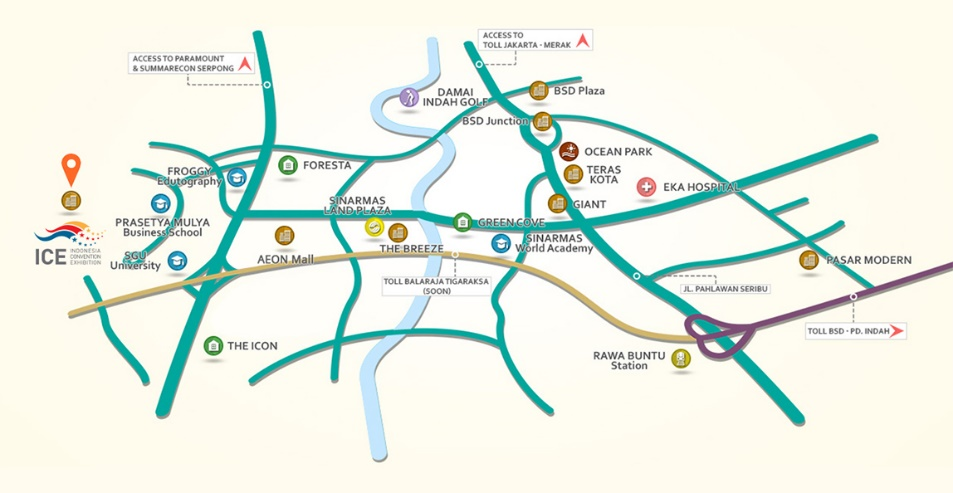 ACCESS TO
TOLL JAKARTA - MERAK
ACCESS TO PARAMOUNT
& SUMMARECON SERPONG
DAMAI
INDAH GOLF
BSD Plaza
BSD Junction
OCEAN PARK
FORESTA
FROGGY
Edutography
TERAS
KOTA
EKA HOSPITAL
SINARMAS
LAND PLAZA
GIANT
PRASETYA MULYA
Business School
GREEN COVE
ICE
INDONESIA
CONVENTION
EXHIBITION
SINARMAS
World Academy
THE BREEZE
SGU
University
AEON Mall
PASAR MODERN
TOLL BALARAJA TIGARAKSA
(SOON)
JL. PAHLAWAN SERIBU
TOLL BSD - PD. INDAH
THE ICON
RAWA BUNTU
Station